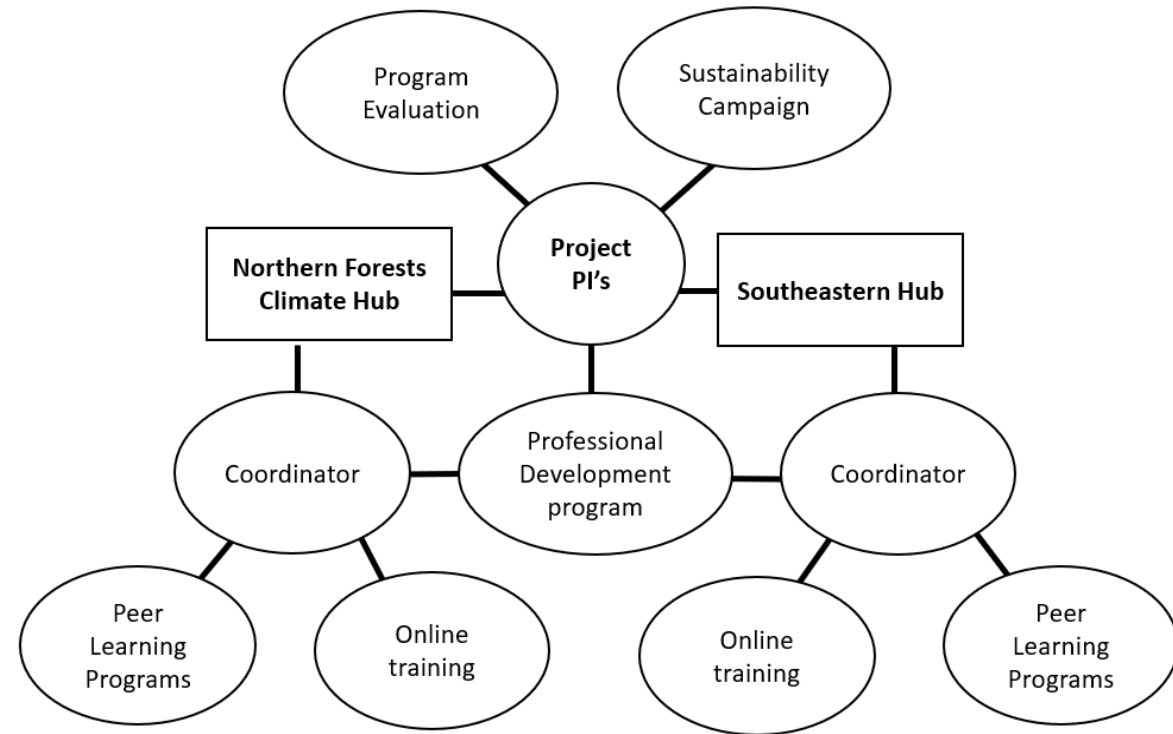 Program
Evaluation
Sustainability
Campaign
Project
PI's
Northern Forests
Climate Hub
Southeastern Hub
Coordinator
Professional
Development
program
Coordinator
Peer
Learning
Programs
Online
training
Online
training
Peer
Learning
Programs